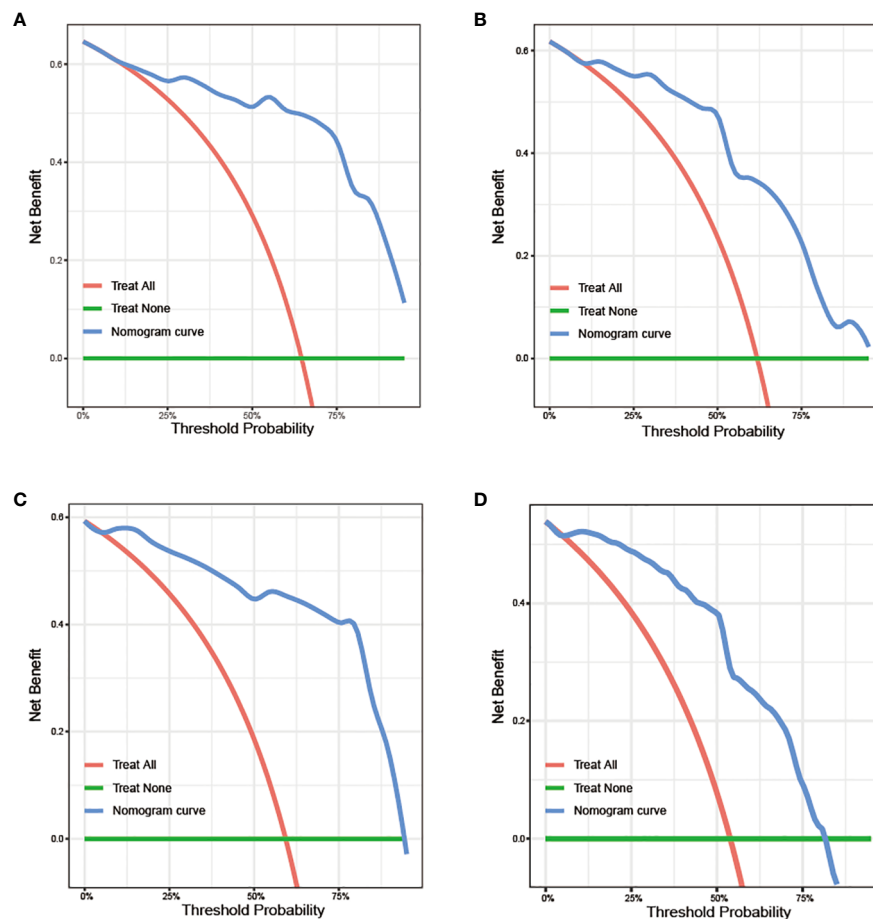 A
Net Benefit
0.6
0.4
0.2
0.0
Treat All
Treat None
Nomogram curve
0%
25%
50%
75%
Threshold Probability
B
Net Benefit
0.6
0.4
0.2
0.0
Treat All
Treat None
Nomogram curve
0%
25%
50%
75%
Threshold Probability
C
Net Benefit
0.6
0.4
0.2
0.0
Treat All
Treat None
Nomogram curve
0%
25%
50%
75%
Threshold Probability
D
Net Benefit
0.4
0.2
0.0
Treat All
Treat None
Nomogram curve
0%
25%
50%
75%
Threshold Probability